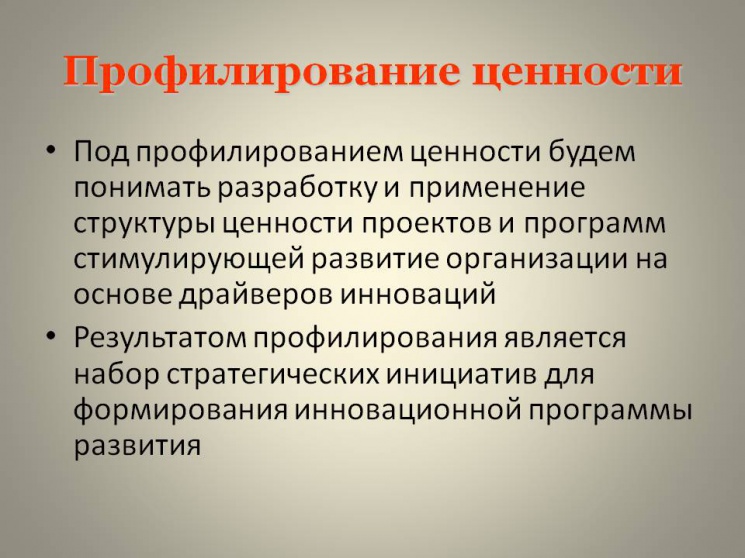 Профилирование ценности
• Под профилированием ценности будем
понимать разработку и применение
структуры ценности проектов и программ
стимулирующей развитие организации на
основе драйверов инноваций
• Результатом профилирования является
набор стратегических инициатив для
формирования инновационной программы
развития